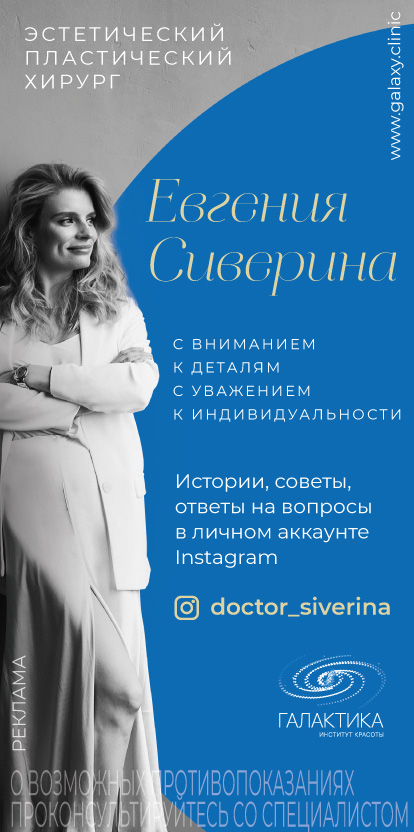 ЭСТЕТИЧЕСКИЙ
ПЛАСТИЧЕСКИЙ
ХИРУРГ
www.galaxy.clinic
Евгения
Сиверина
С ВНИМАНИЕМ
К ДЕТАЛЯМ
С УВАЖЕНИЕМ
К ИНДИВИДУАЛЬНОСТИ
Истории, советы,
ответы на вопросы
в личном аккаунте
Instagram
doctor_siverina
ГАЛАКТИКА
ИНСТИТУТ КРАСОТЫ
РЕКЛАМА
О ВОЗМОЖНЫХ ПРОТИВОПОКАЗАНИЯХ
ПРОКОНСУЛЬТИРУЙТЕСЬ СО СПЕЦИАЛИСТОМ